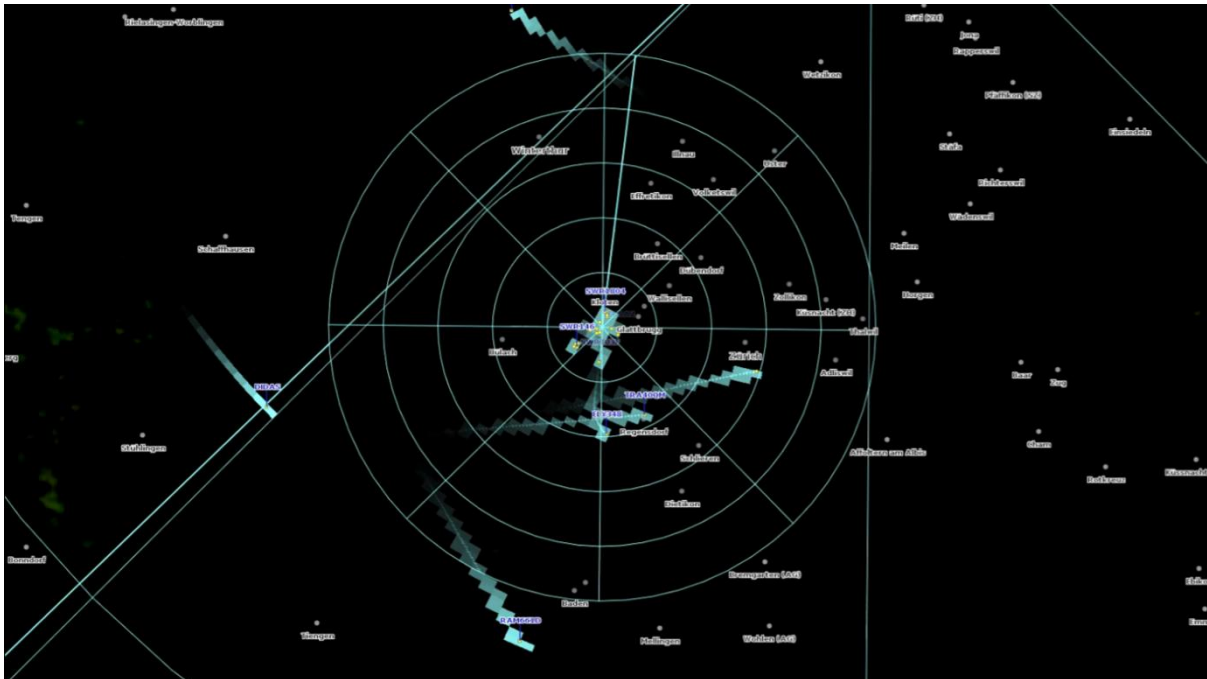 Rielasingen-Worblingen
Jona
Rapperswil
Wetzikon
Pfäffikon (SZ)
Einsiedeln
Winterthur
Illnau
Uster
Stäfa
Richterswil
Effretikon
Volketswil
Wädenswil
Tengen
Schaffhausen
Meilen
Brüttisellen
Dübendorf
Horgen
Kloten
Wallisellen
Zollikon
Küsnacht (ZH)
Glattbrugg
Thalwil
Bülach
Zürich
Adliswil
Baar
Zug
DIDAS
Regensdorf
Cham
Stühlingen
Schlieren
Affoltern am Albis
Rotkreuz
Küssnacht
Dietikon
Bonndorf
Bremgarten (AG)
Baden
Tiengen
Mellingen
Wohlen (AG)